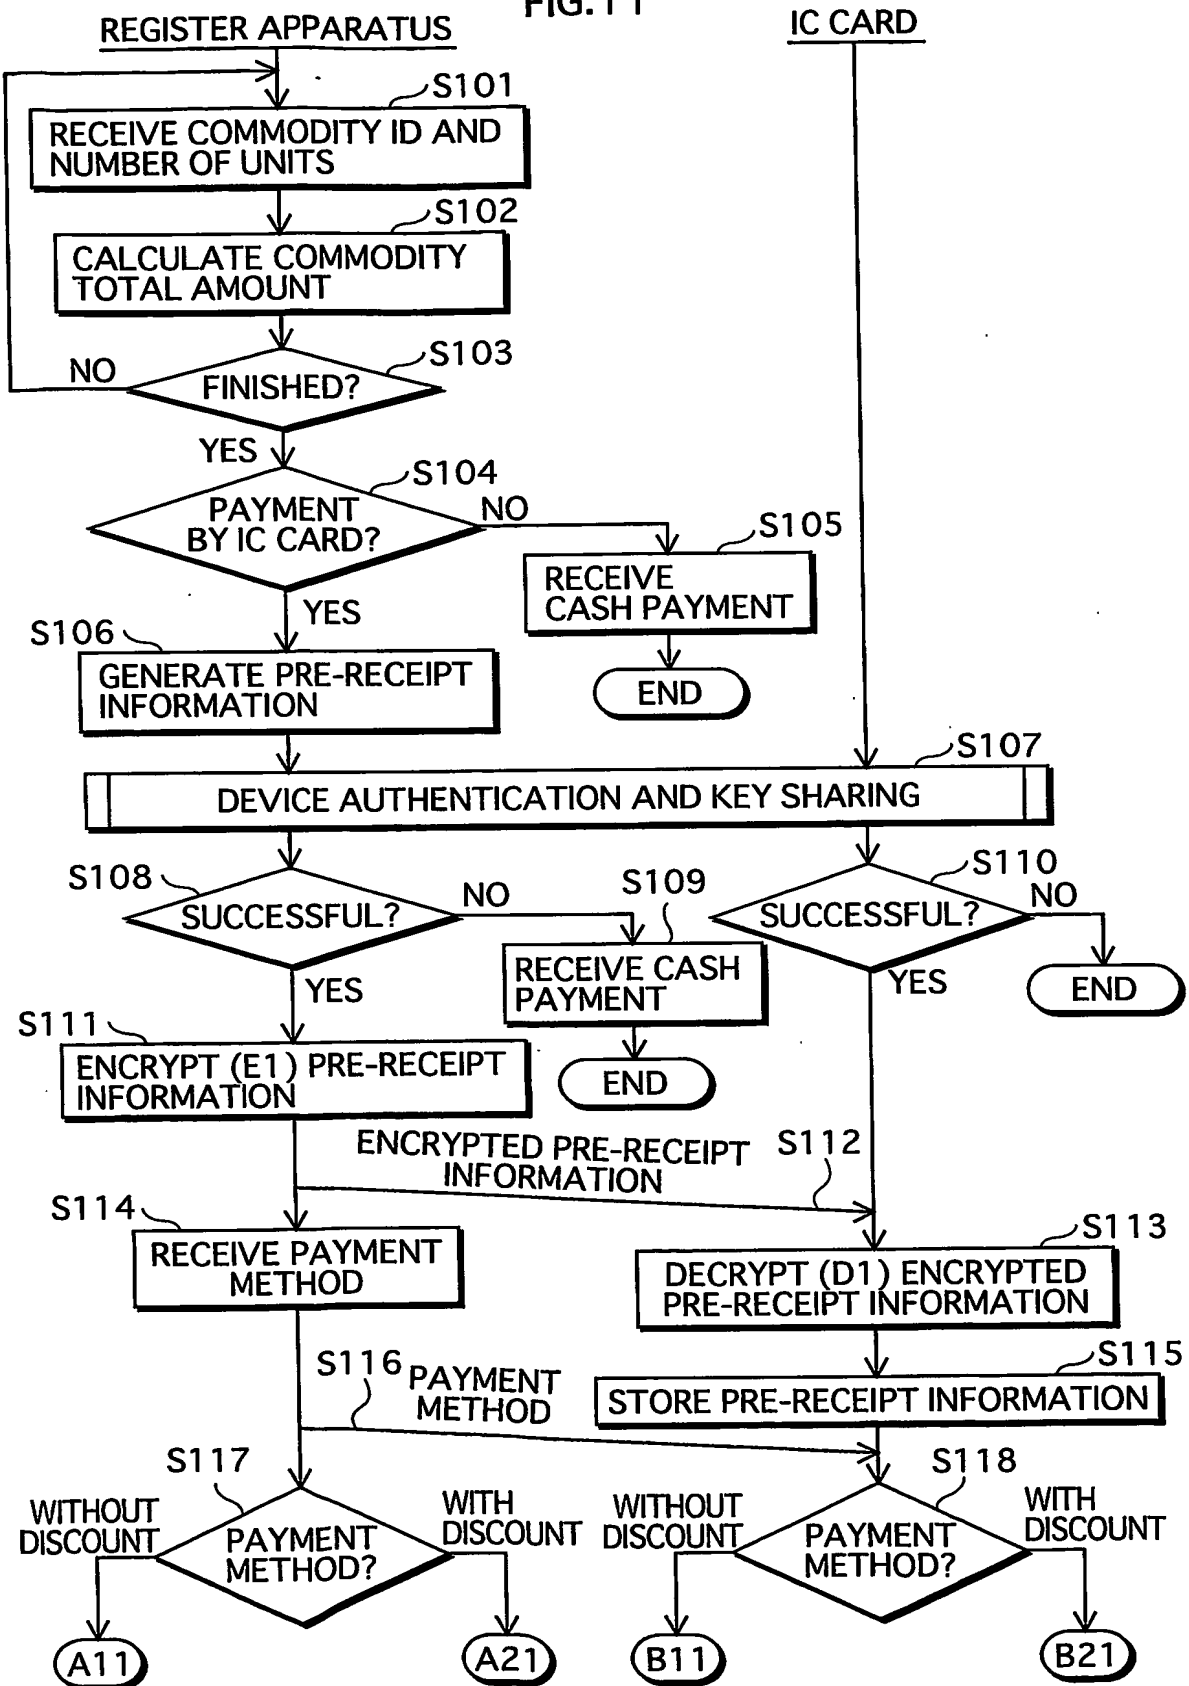 FIG. 11
REGISTER APPARATUS
IC CARD
S101
RECEIVE COMMODITY ID AND
NUMBER OF UNITS
S102
CALCULATE COMMODITY
TOTAL AMOUNT
S103
NO
FINISHED?
YES
S104
PAYMENT
BY IC CARD?
NO
S105
RECEIVE
CASH PAYMENT
YES
S106
GENERATE PRE-RECEIPT
INFORMATION
END
S107
DEVICE AUTHENTICATION AND KEY SHARING
S108
SUCCESSFUL?
NO
S109
S110
SUCCESSFUL?
NO
RECEIVE CASH
PAYMENT
YES
YES
END
S111
ENCRYPT (E1) PRE-RECEIPT
INFORMATION
END
ENCRYPTED PRE-RECEIPT
INFORMATION
S112
S114
RECEIVE PAYMENT
METHOD
S113
DECRYPT (D1) ENCRYPTED
PRE-RECEIPT INFORMATION
S116
PAYMENT
METHOD
S115
STORE PRE-RECEIPT INFORMATION
S117
WITHOUT
DISCOUNT
PAYMENT
METHOD?
WITH
DISCOUNT
S118
WITHOUT
DISCOUNT
PAYMENT
METHOD?
WITH
DISCOUNT
A11
A21
B11
B21